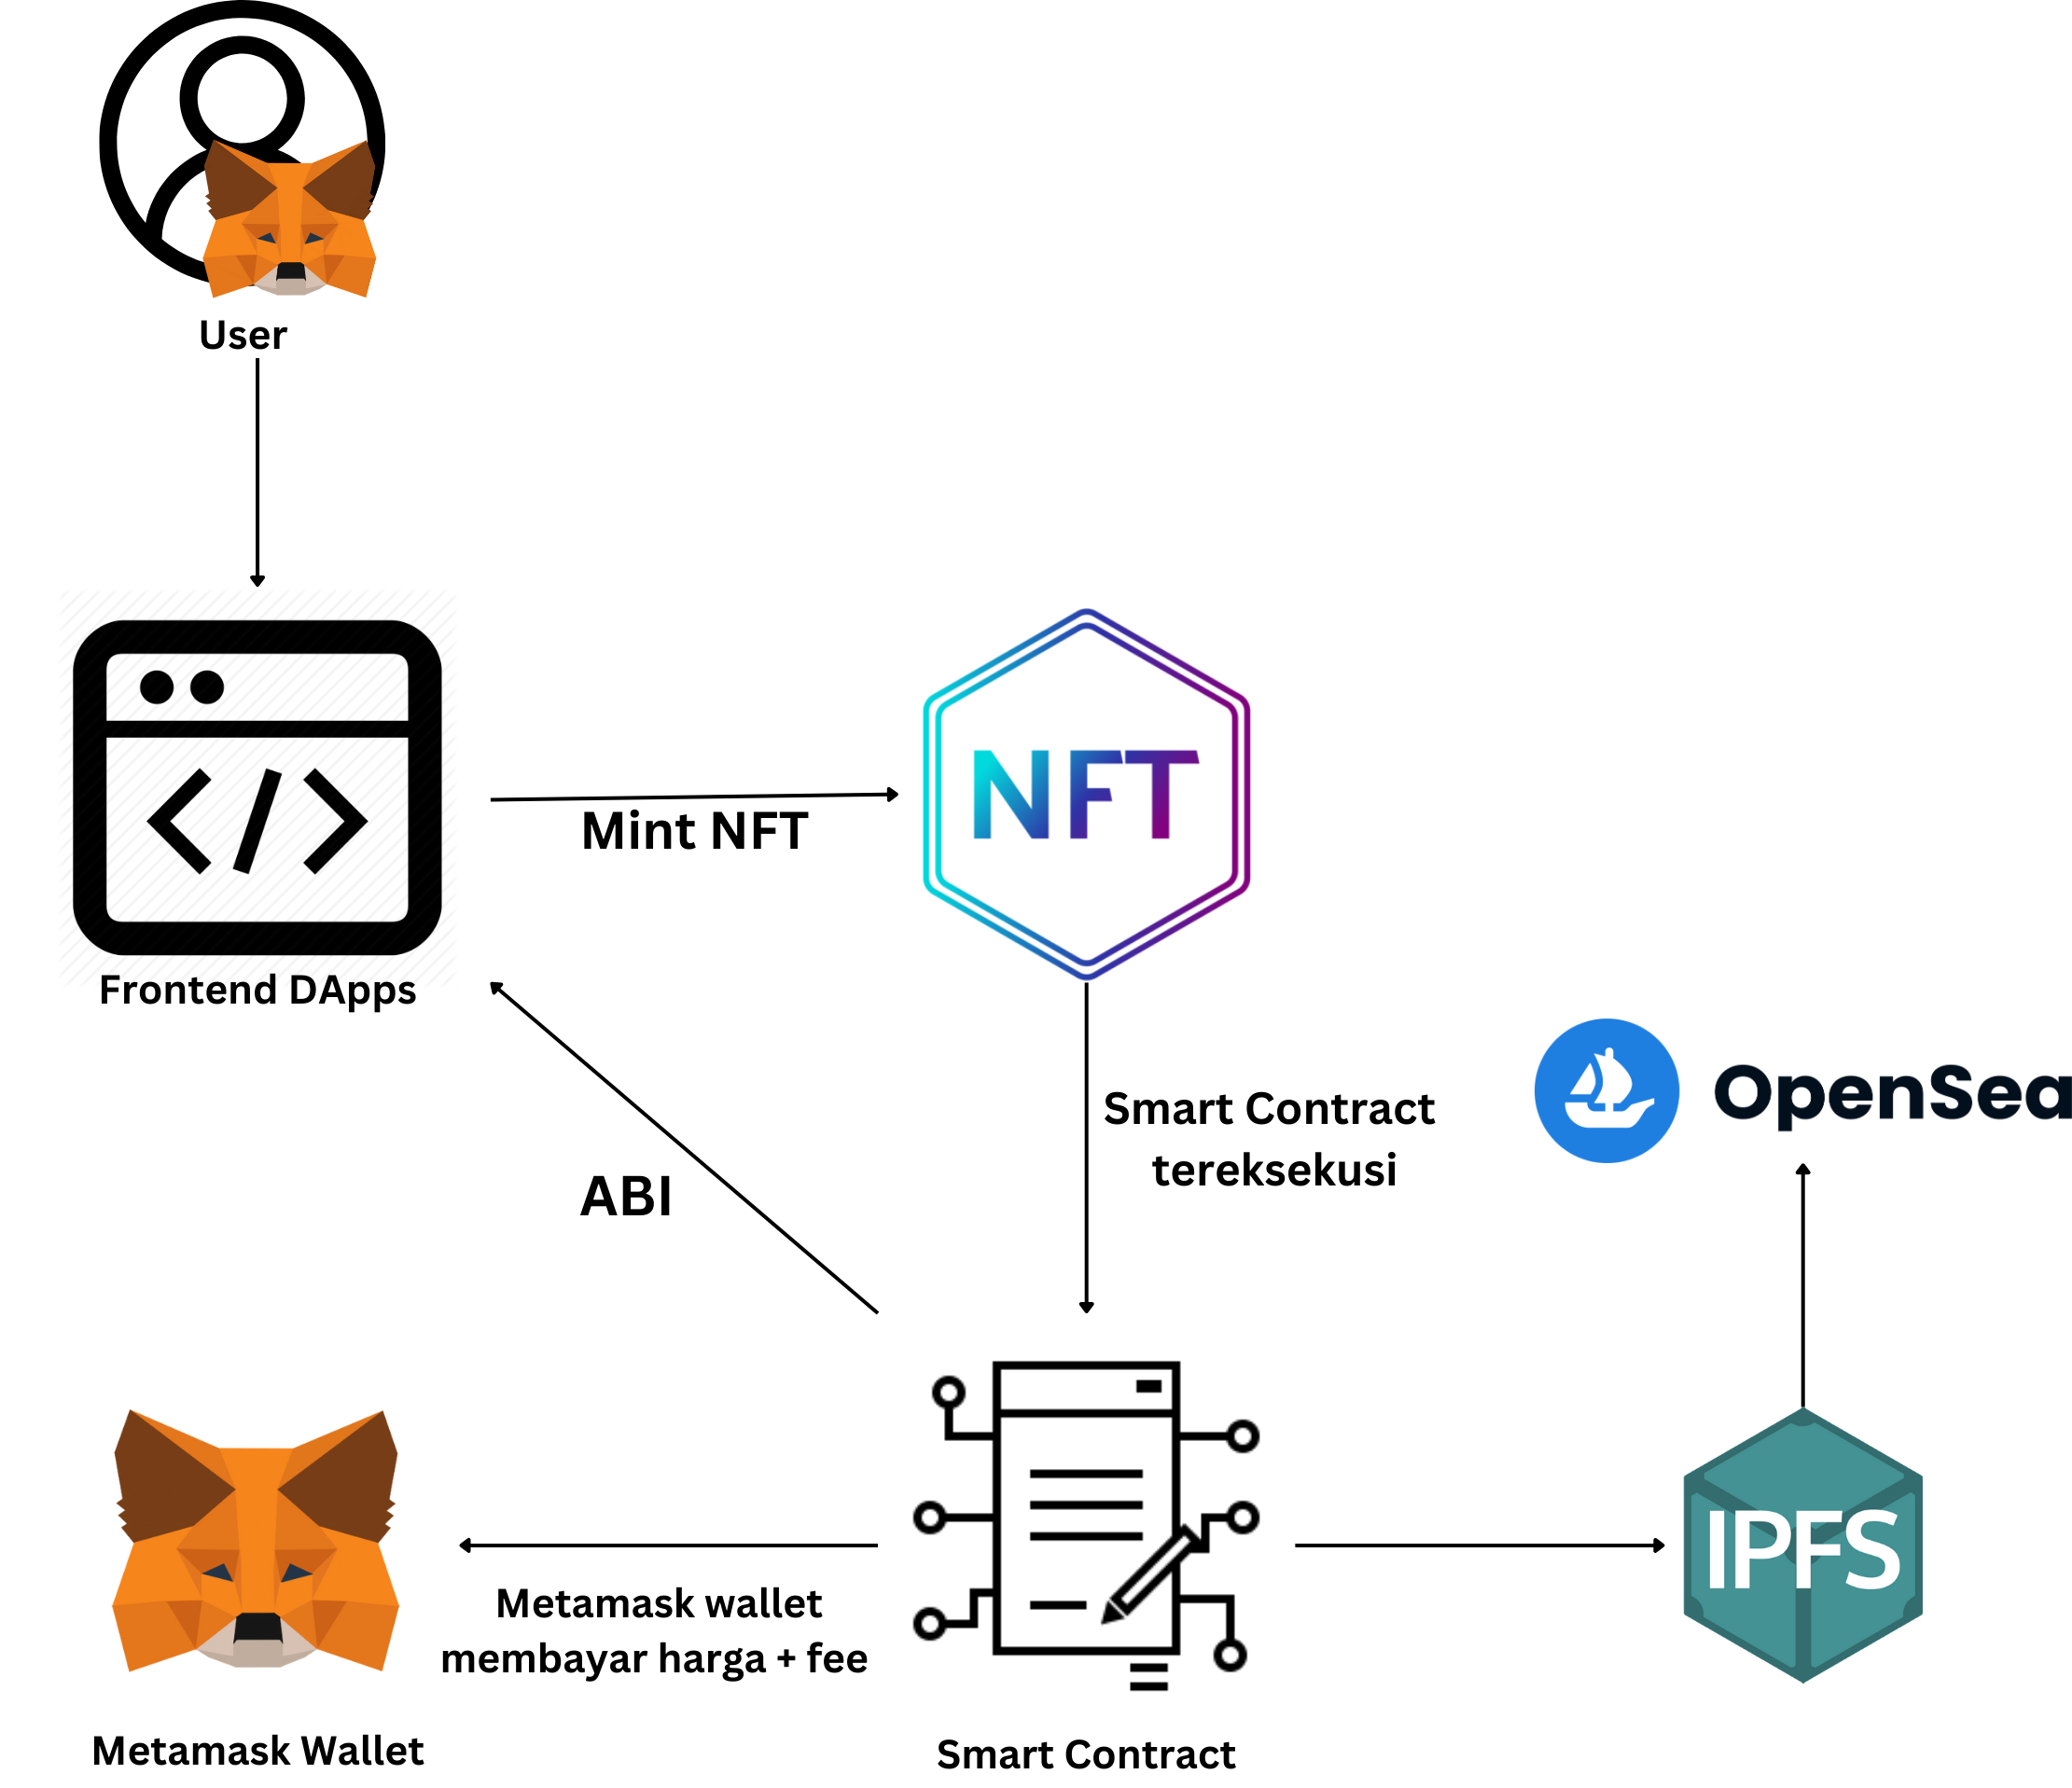 User
Frontend DApps
Mint NFT
NFT
ABI
Smart Contract
tereksekusi
OpenSea
IPFS
Metamask wallet
membayar harga + fee
Metamask Wallet
Smart Contract